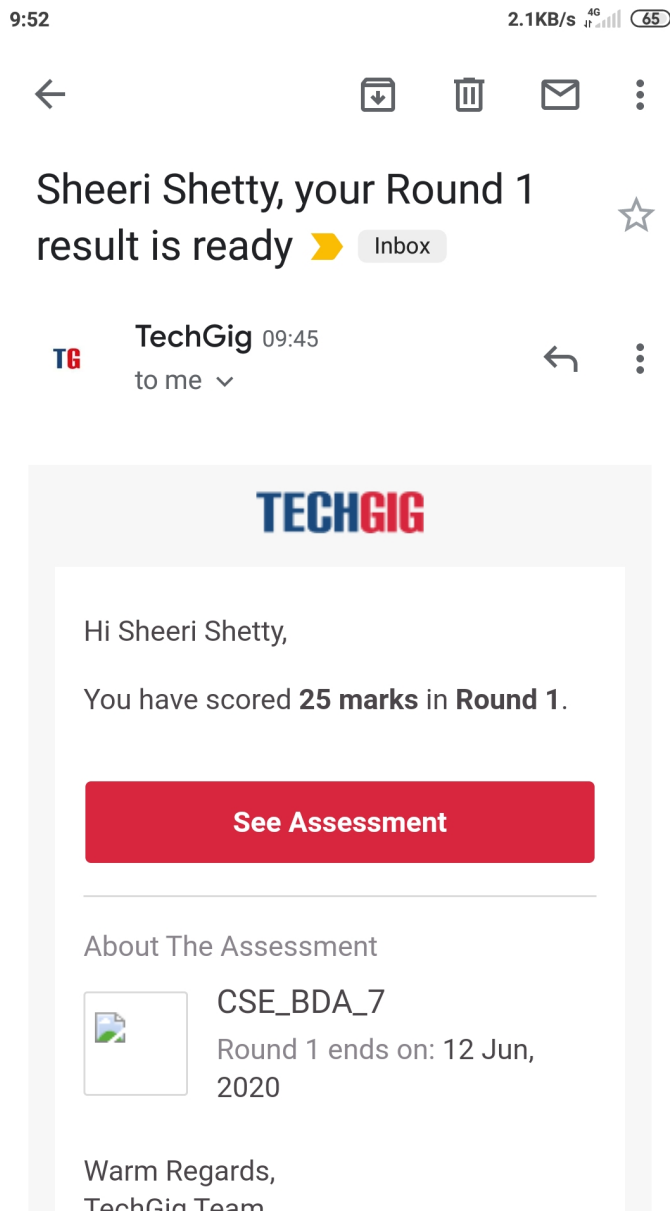 9:52
2.1KB/s 4G 65
Sheeri Shetty, your Round 1
result is ready Inbox
TG
TechGig 09:45
to me
TECHGIG
Hi Sheeri Shetty,
You have scored 25 marks in Round 1.
See Assessment
About The Assessment
CSE_BDA_7
Round 1 ends on: 12 Jun,
2020
Warm Regards,
TechGig Team